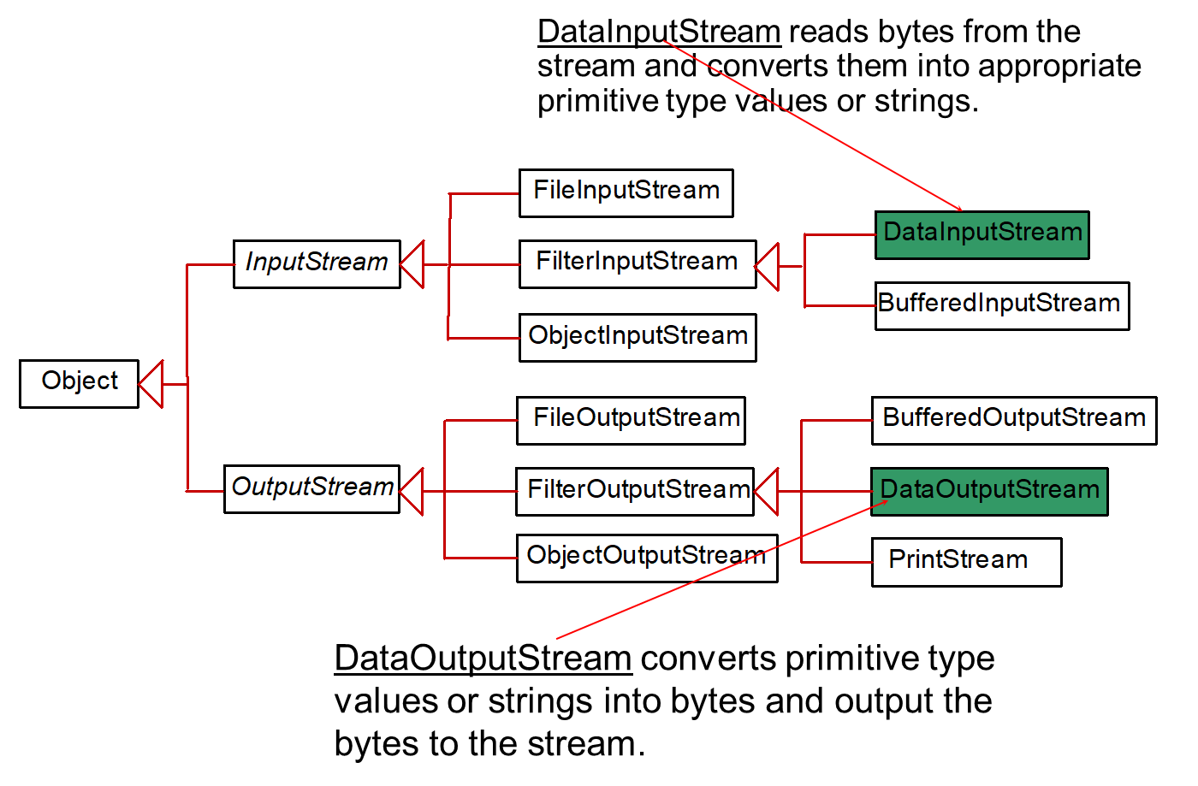 DataInputStream reads bytes from the
stream and converts them into appropriate
primitive type values or strings.
FileInputStream
DataInputStream
InputStream
FilterInputStream
BufferedInputStream
ObjectInputStream
Object
FileOutputStream
BufferedOutputStream
OutputStream
FilterOutputStream
DataOutputStream
ObjectOutputStream
PrintStream
DataOutputStream converts primitive type
values or strings into bytes and output the
bytes to the stream.